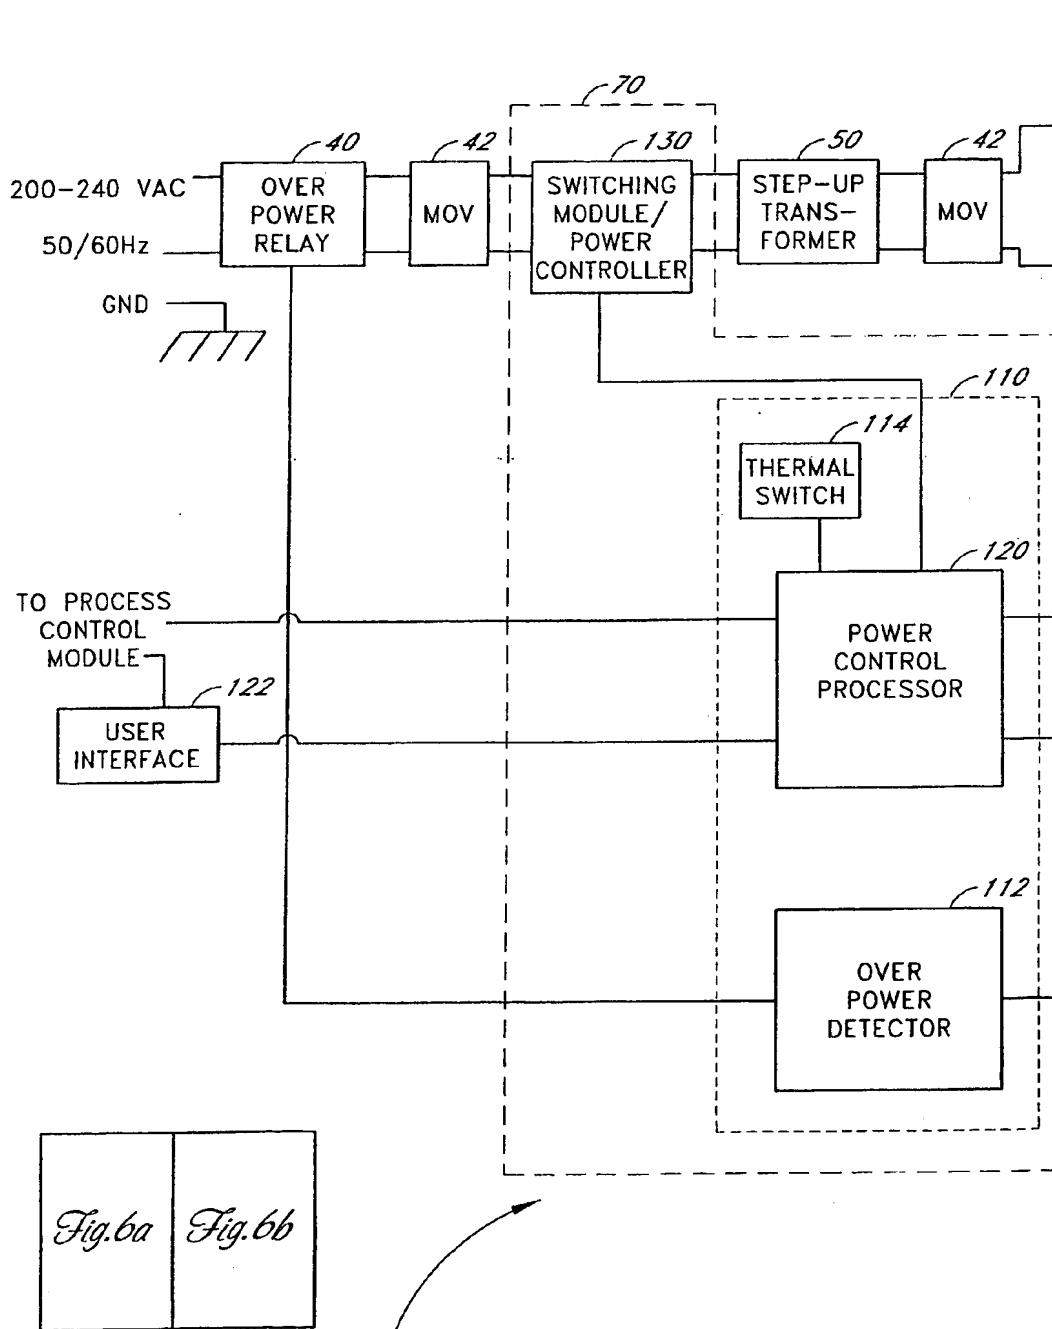 70
40
42
130
50
42
200-240 VAC
50/60Hz
GND
OVER
POWER
RELAY
MOV
SWITCHING
MODULE/
POWER
CONTROLLER
STEP-UP
TRANS-
FORMER
MOV
110
114
THERMAL
SWITCH
120
TO PROCESS
CONTROL
MODULE
POWER
CONTROL
PROCESSOR
122
USER
INTERFACE
112
OVER
POWER
DETECTOR
Fig.6a
Fig.6b